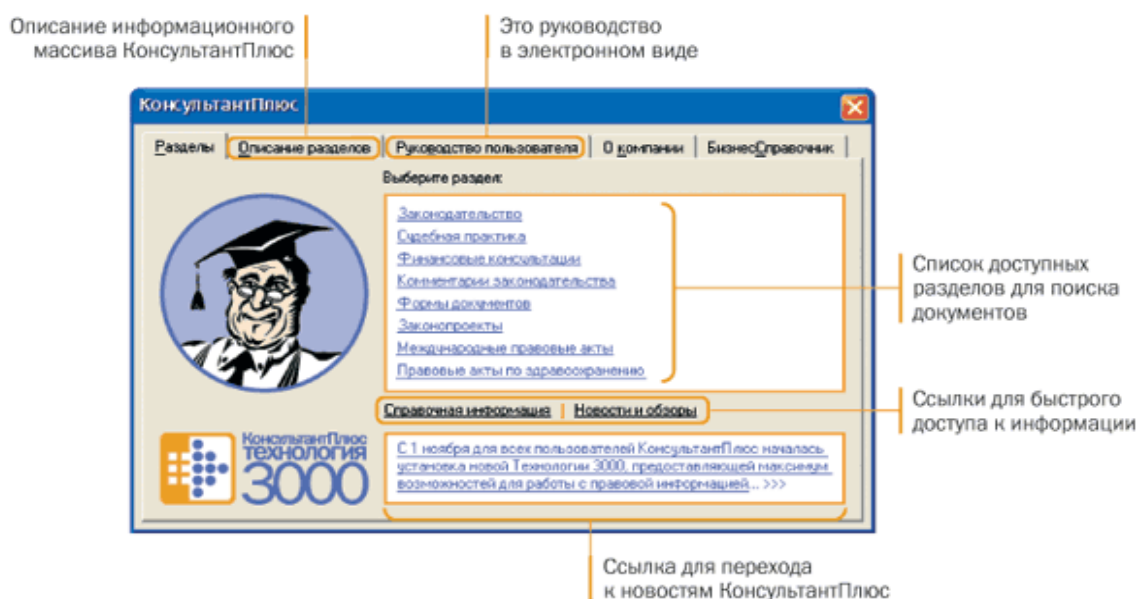 Описание информационного
массива КонсультантПлюс
Это руководство
в электронном виде
КонсультантПлюс
Разделы
Описание разделов
Руководство пользователя
О компании
БизнесСправочник
Выберите раздел:
Законодательство
Судебная практика
Финансовые консультации
Комментарии законодательства
Формы документов
Законопроекты
Международные правовые акты
Правовые акты по здравоохранению
Список доступных
разделов для поиска
документов
Справочная информация | Новости и обзоры
Ссылки для быстрого
доступа к информации
КонсультантПлюс
ТЕХНОЛОГИЯ
3000
С 1 ноября для всех пользователей КонсультантПлюс началась
установка новой Технологии 3000, предоставляющей максимум
возможностей для работы с правовой информацией... >>>
Ссылка для перехода
к новостям КонсультантПлюс